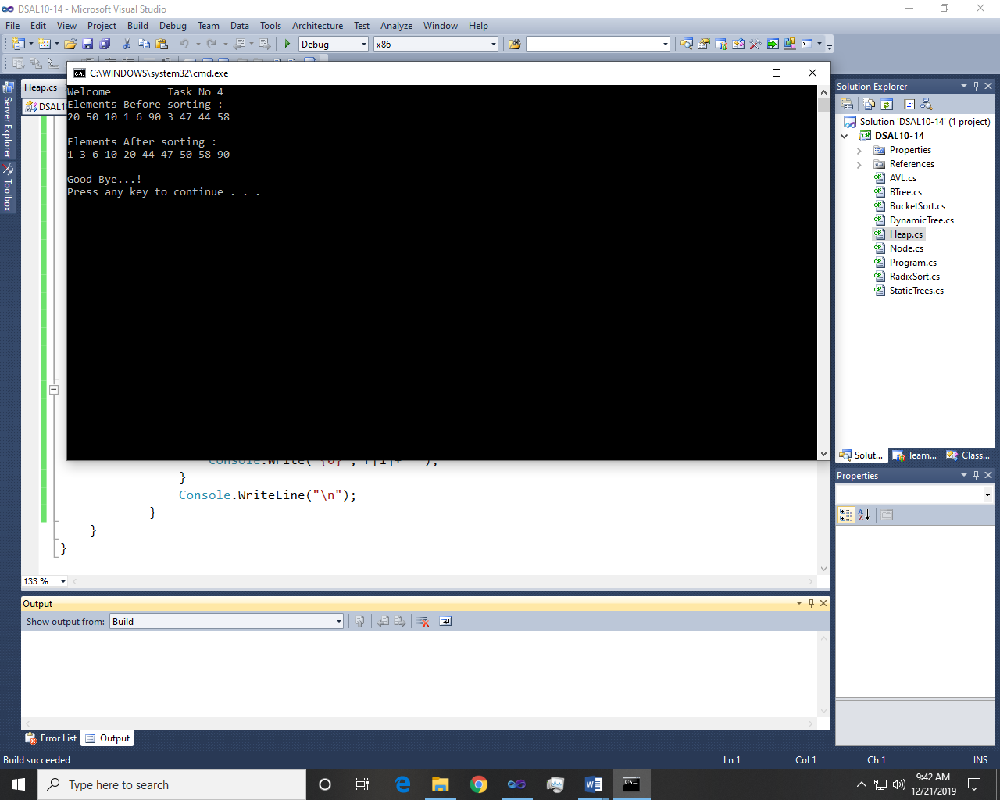 DSAL10-14 - Microsoft Visual Studio
File Edit View Project Build Debug Team Data Tools Architecture Test Analyze Window Help
Debug x86
Heap.cs
DSAL1
Server Explorer
Toolbox
C:\WINDOWS\system32\cmd.exe
Welcome Task No 4
Elements Before sorting :
20 50 10 1 6 90 3 47 44 58
Elements After sorting :
1 3 6 10 20 44 47 50 58 90
Good Bye...!
Press any key to continue . . .
}
Console.WriteLine("\n");
}
}
}
133 %
Solution Explorer
Solution 'DSAL10-14' (1 project)
DSAL10-14
Properties
References
AVL.cs
BTree.cs
BucketSort.cs
DynamicTree.cs
Heap.cs
Node.cs
Program.cs
RadixSort.cs
StaticTrees.cs
Solut... Team... Class...
Properties
Output
Show output from: Build
Error List Output
Build succeeded Ln 1 Col 1 Ch 1 INS
Type here to search
9:42 AM
12/21/2019